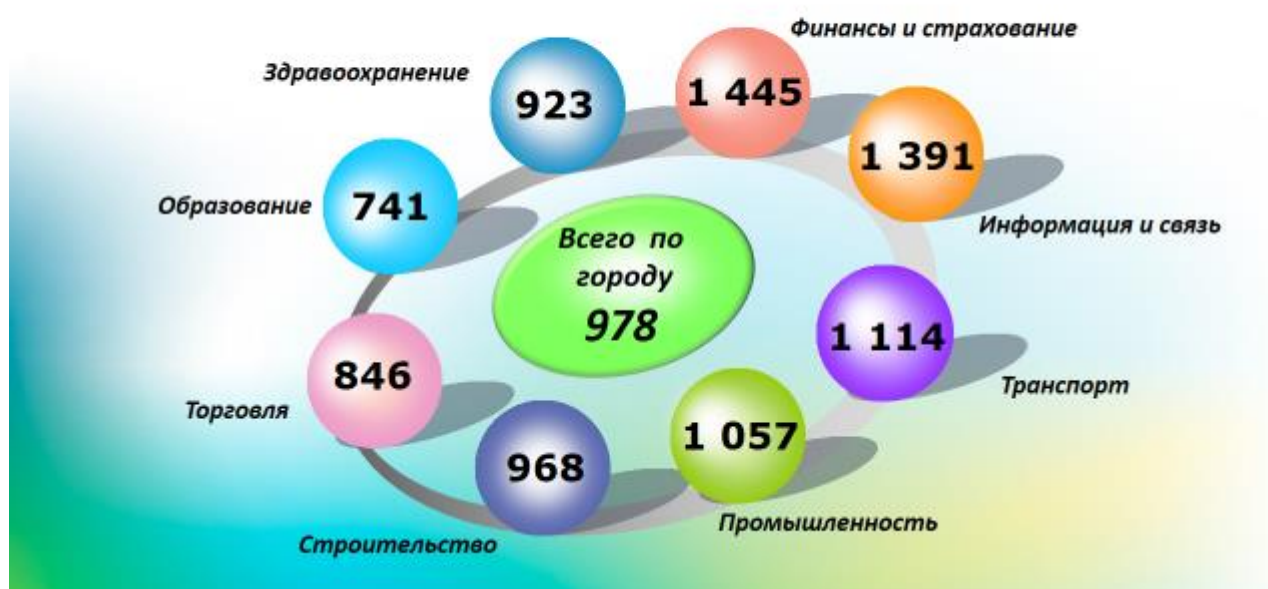 Финансы и страхование
1 445
Здравоохранение
923
1 391
Информация и связь
Образование
741
Всего по
городу
978
1 114
Транспорт
846
Торговля
1 057
Промышленность
968
Строительство